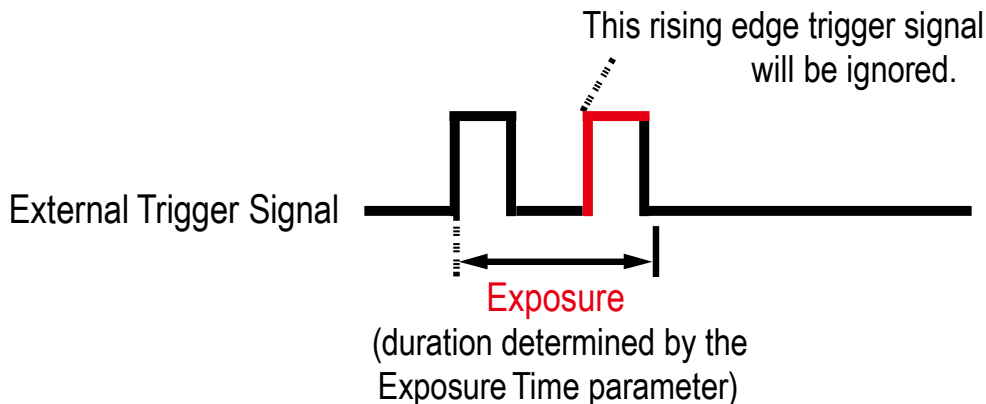 This rising edge trigger signal
will be ignored.
External Trigger Signal
Exposure
(duration determined by the
Exposure Time parameter)